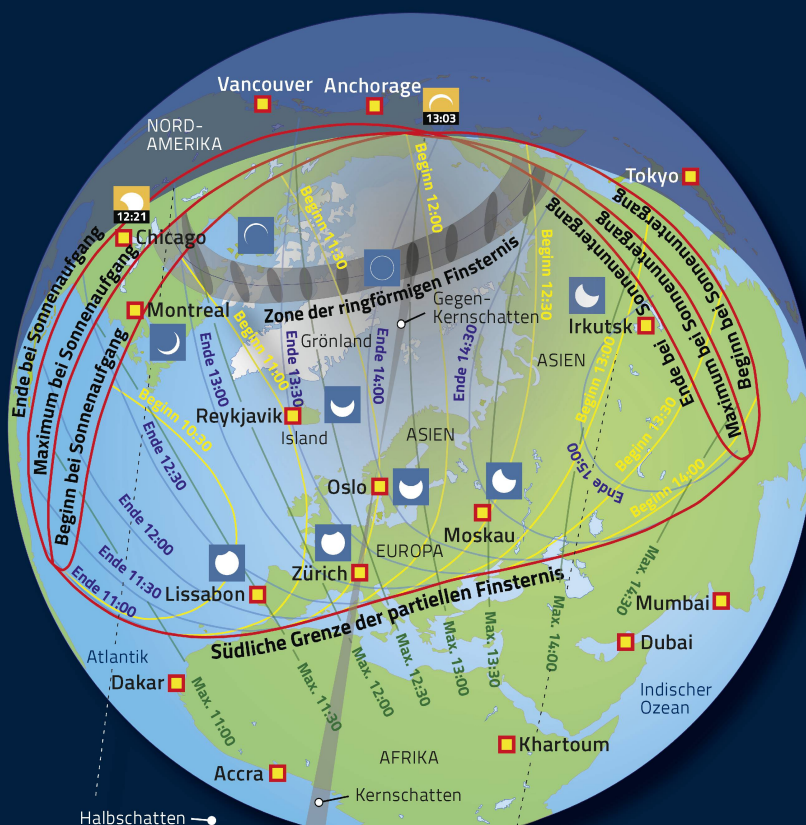 Vancouver
Anchorage
13:03
NORD-
AMERIKA
Tokyo
12:21
Chicago
Montreal
Ende bei Sonnenaufgang
Maximum bei Sonnenaufgang
Beginn bei Sonnenaufgang
Beginn 11:30
Beginn 12:00
Beginn 12:30
Beginn bei Sonnenuntergang
Maximum bei Sonnenuntergang
Ende bei Sonnenuntergang
Zone der ringförmigen Finsternis
Gegen-
Kernschatten
Irkutsk
Grönland
ASIEN
Beginn 11:00
Ende 13:00
Ende 13:30
Ende 14:00
Ende 14:30
Beginn 13:00
Beginn 10:30
Reykjavik
Island
ASIEN
Beginn 13:30
Ende 12:30
Ende 15:00
Beginn 14:00
Oslo
Moskau
Ende 12:00
EUROPA
Zürich
Ende 11:30
Ende 11:00
Lissabon
Südliche Grenze der partiellen Finsternis
Max. 14:30
Mumbai
Dubai
Atlantik
Dakar
Indischer
Ozean
Max. 11:00
Max. 11:30
Max. 12:00
Max. 12:30
Max. 13:00
Max. 13:30
Max. 14:00
Khartoum
AFRIKA
Accra
Kernschatten
Halbschatten